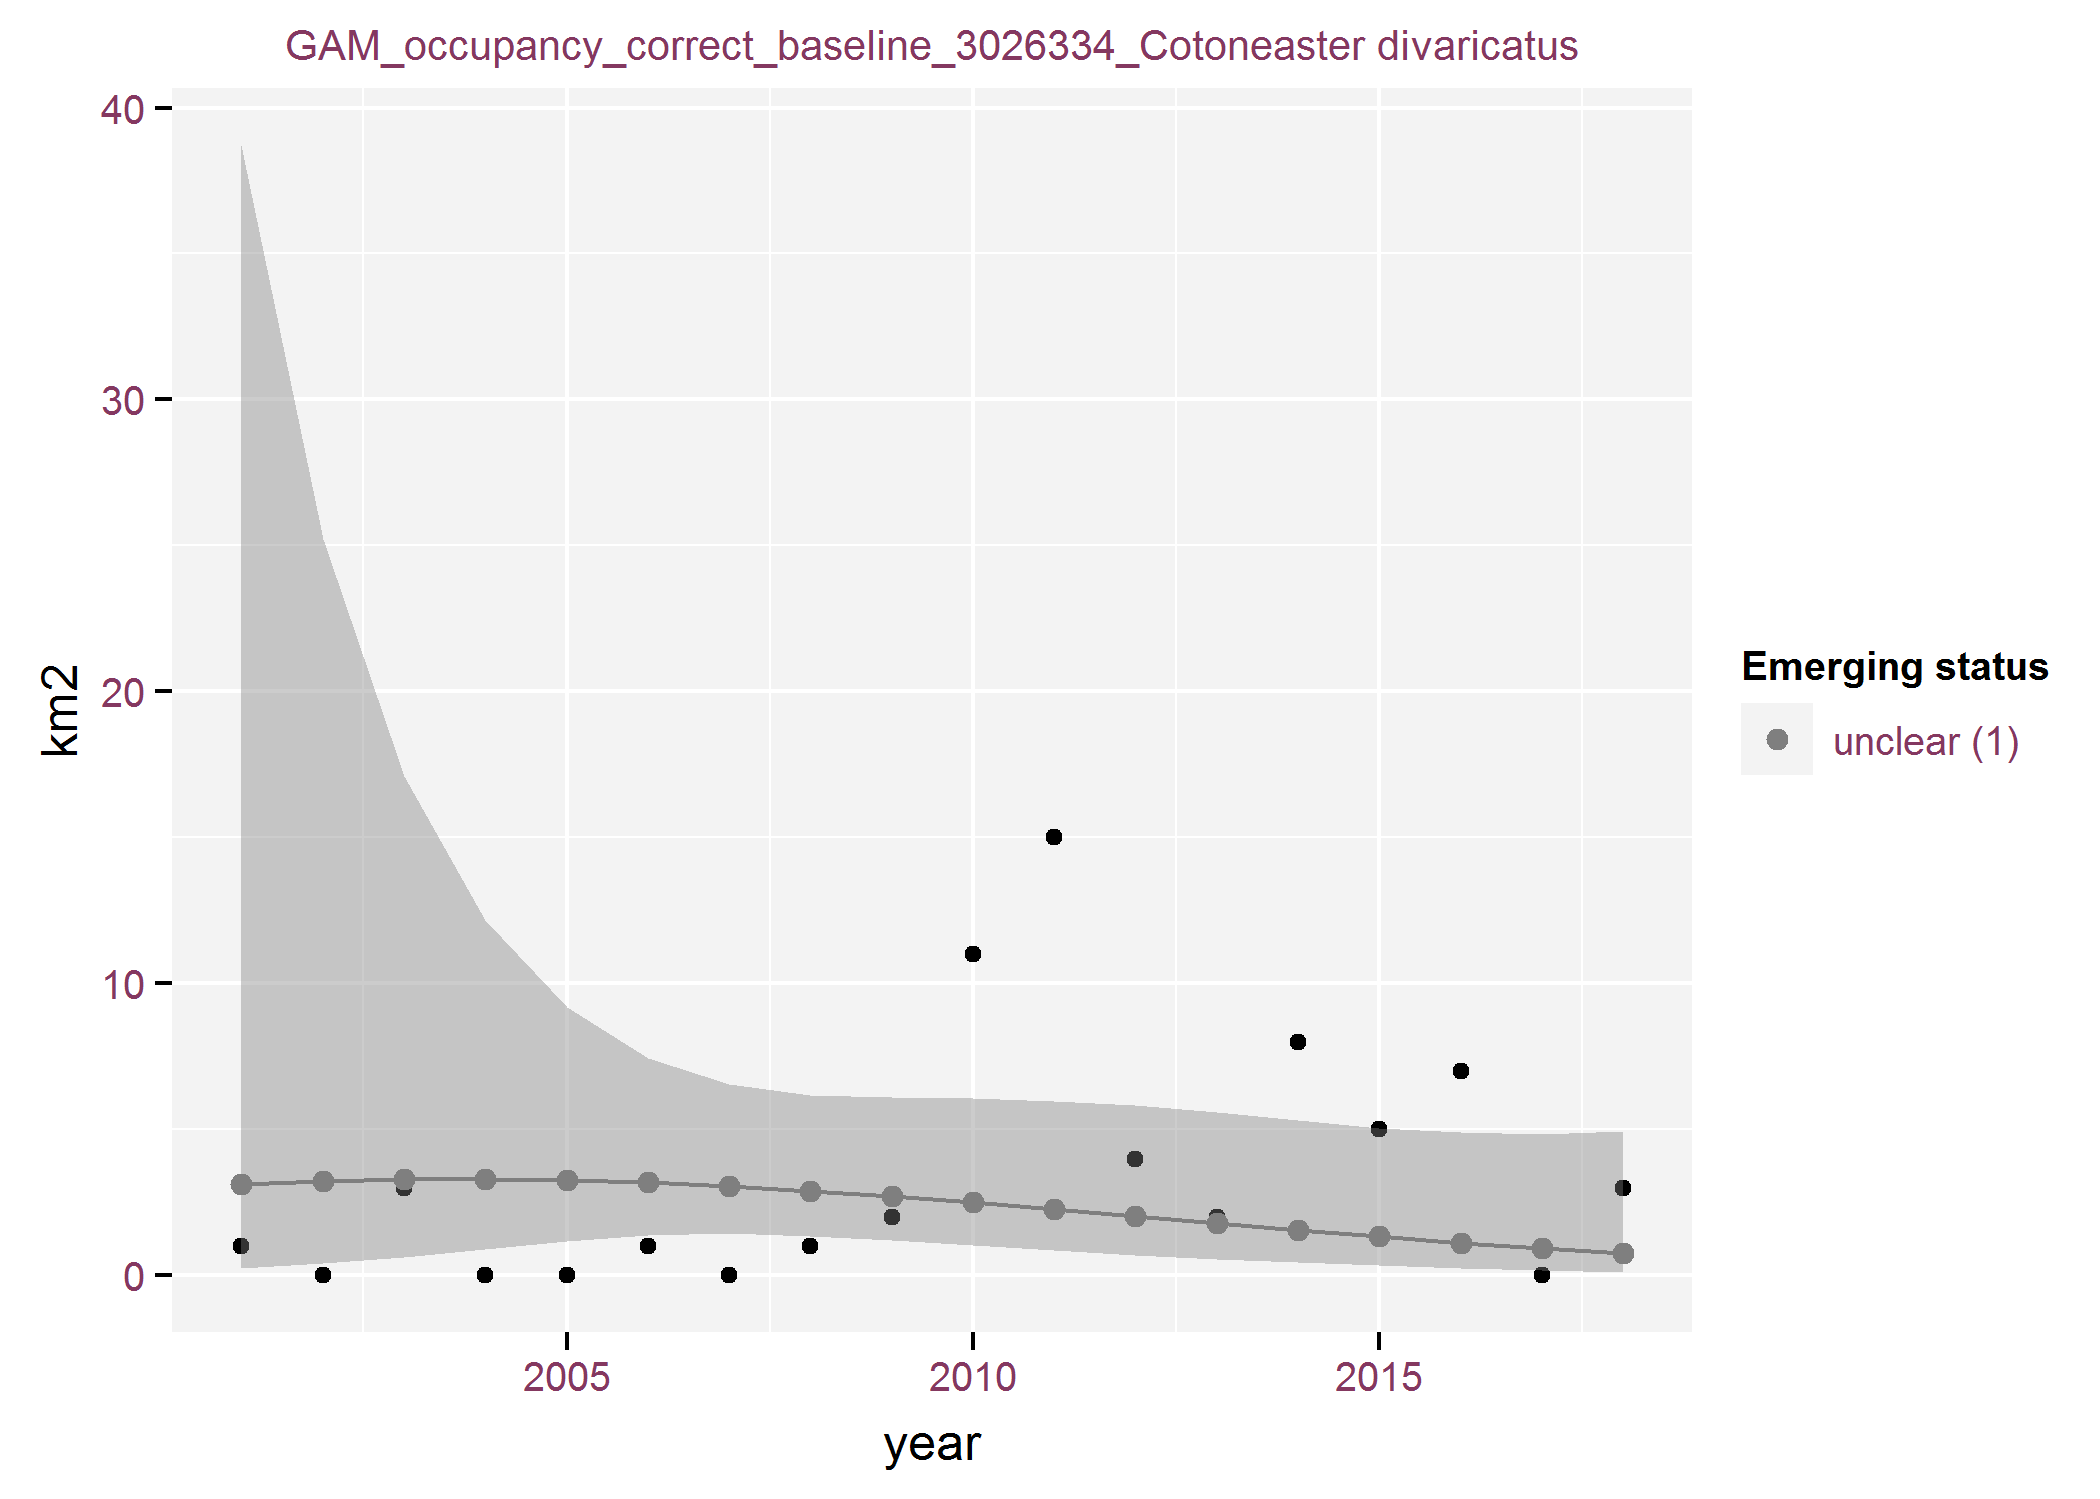 GAM_occupancy_correct_baseline_3026334_Cotoneaster divaricatus
40
30
20
10
0
km2
2005
2010
2015
year
Emerging status
unclear (1)